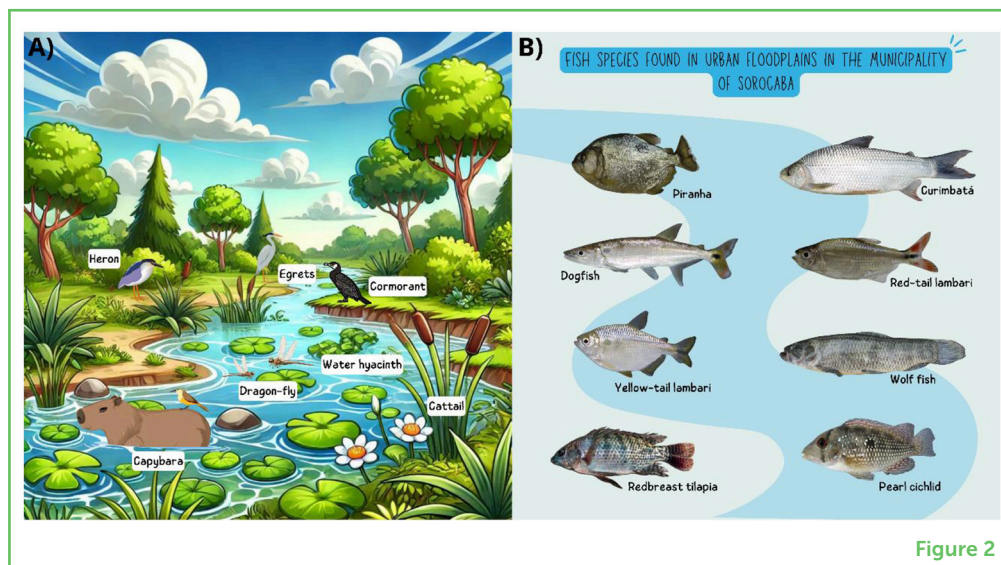 A)
Heron
Egrets
Cormorant
Water hyacinth
Dragon-fly
Cattail
Capybara
B)
FISH SPECIES FOUND IN URBAN FLOODPLAINS IN THE MUNICIPALITY
OF SOROCABA
Piranha
Curimbatá
Dogfish
Red-tail lambari
Yellow-tail lambari
Wolf fish
Redbreast tilapia
Pearl cichlid
Figure 2